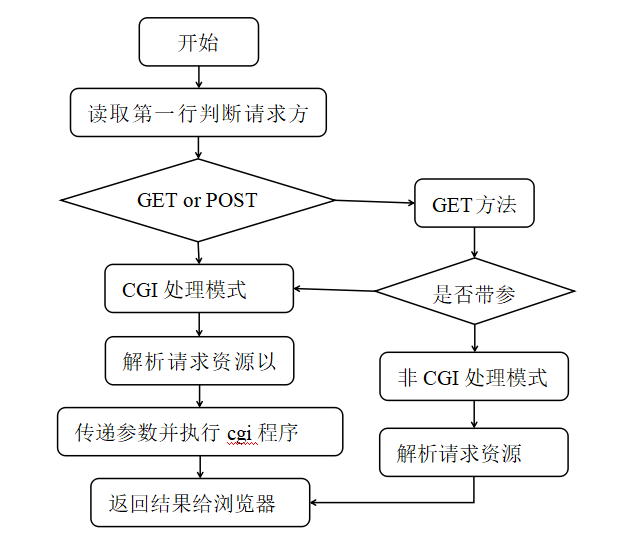 开始
读取第一行判断请求方
GET or POST
GET 方法
CGI 处理模式
是否带参
解析请求资源以
非 CGI 处理模式
传递参数并执行 cgi 程序
解析请求资源
返回结果给浏览器